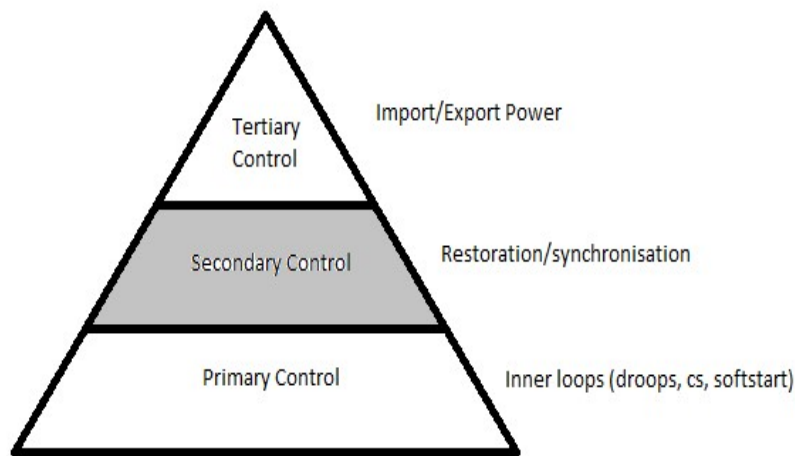 Tertiary
Control
Import/Export Power
Secondary Control
Restoration/synchronisation
Primary Control
Inner loops (droops, cs, softstart)